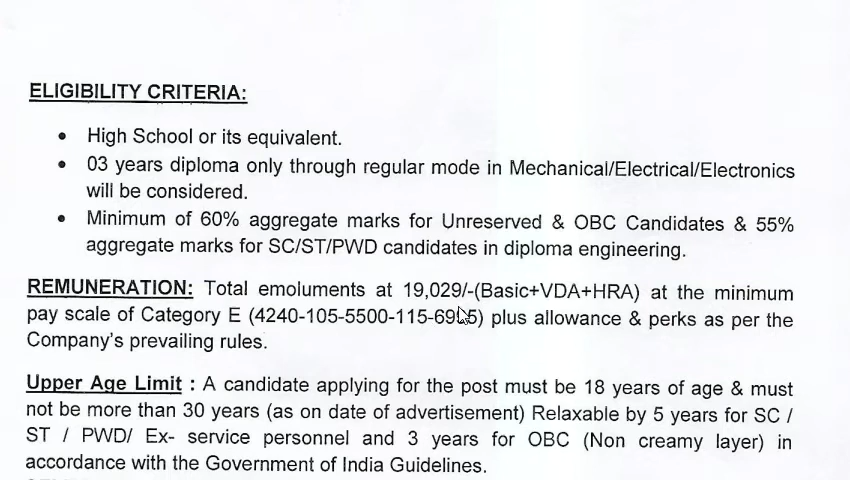 ELIGIBILITY CRITERIA:
• High School or its equivalent.
• 03 years diploma only through regular mode in Mechanical/Electrical/Electronics
will be considered.
• Minimum of 60% aggregate marks for Unreserved & OBC Candidates & 55%
aggregate marks for SC/ST/PWD candidates in diploma engineering.
REMUNERATION: Total emoluments at 19,029/-(Basic+VDA+HRA) at the minimum
pay scale of Category E plus allowance & perks as per the
Company's prevailing rules.
Upper Age Limit : A candidate applying for the post must be 18 years of age & must
not be more than 30 years (as on date of advertisement) Relaxable by 5 years for SC /
ST / PWD/ Ex- service personnel and 3 years for OBC (Non creamy layer) in
accordance with the Government of India Guidelines.